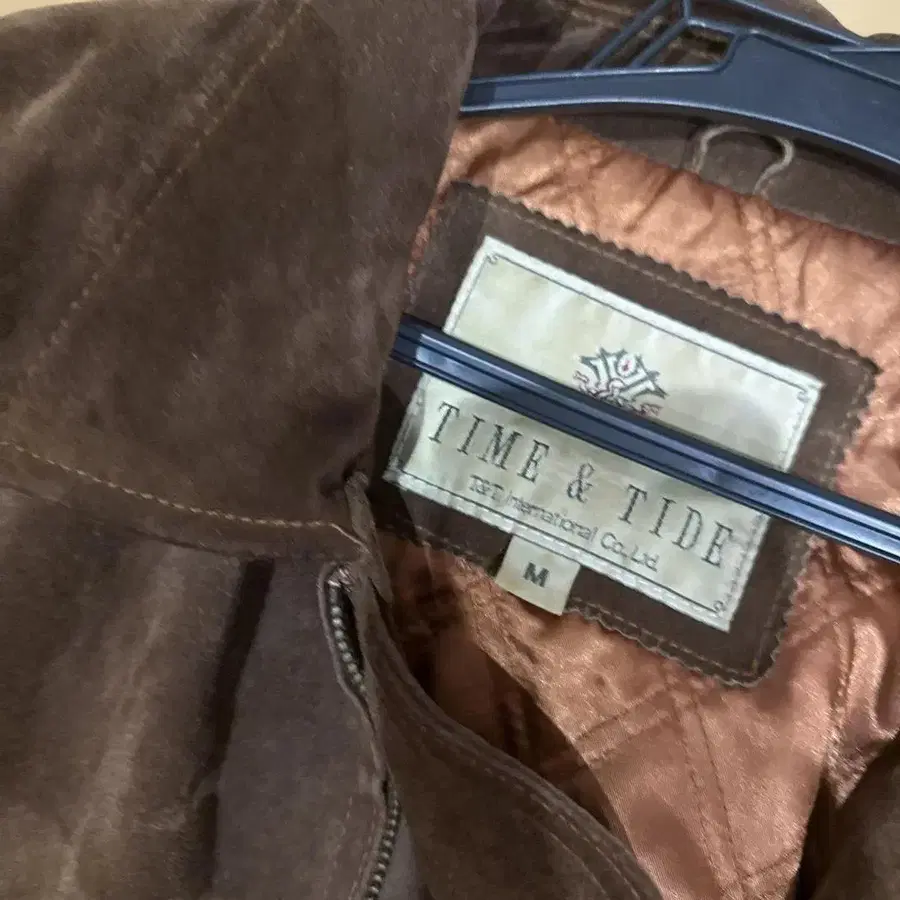 TIME & TIDE
T&T International Co., Ltd
M